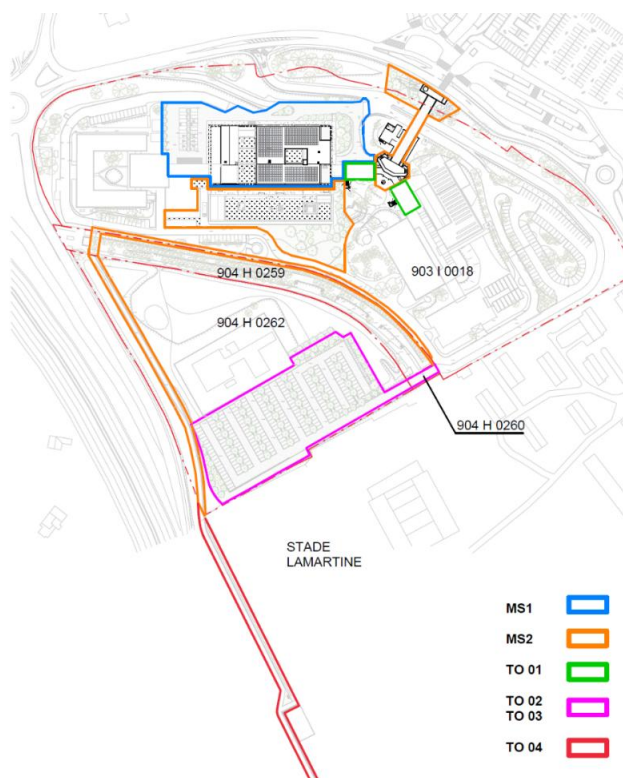 904 H 0259
903 I 0018
904 H 0262
904 H 0260
STADE
LAMARTINE
MS1
MS2
TO 01
TO 02
TO 03
TO 04